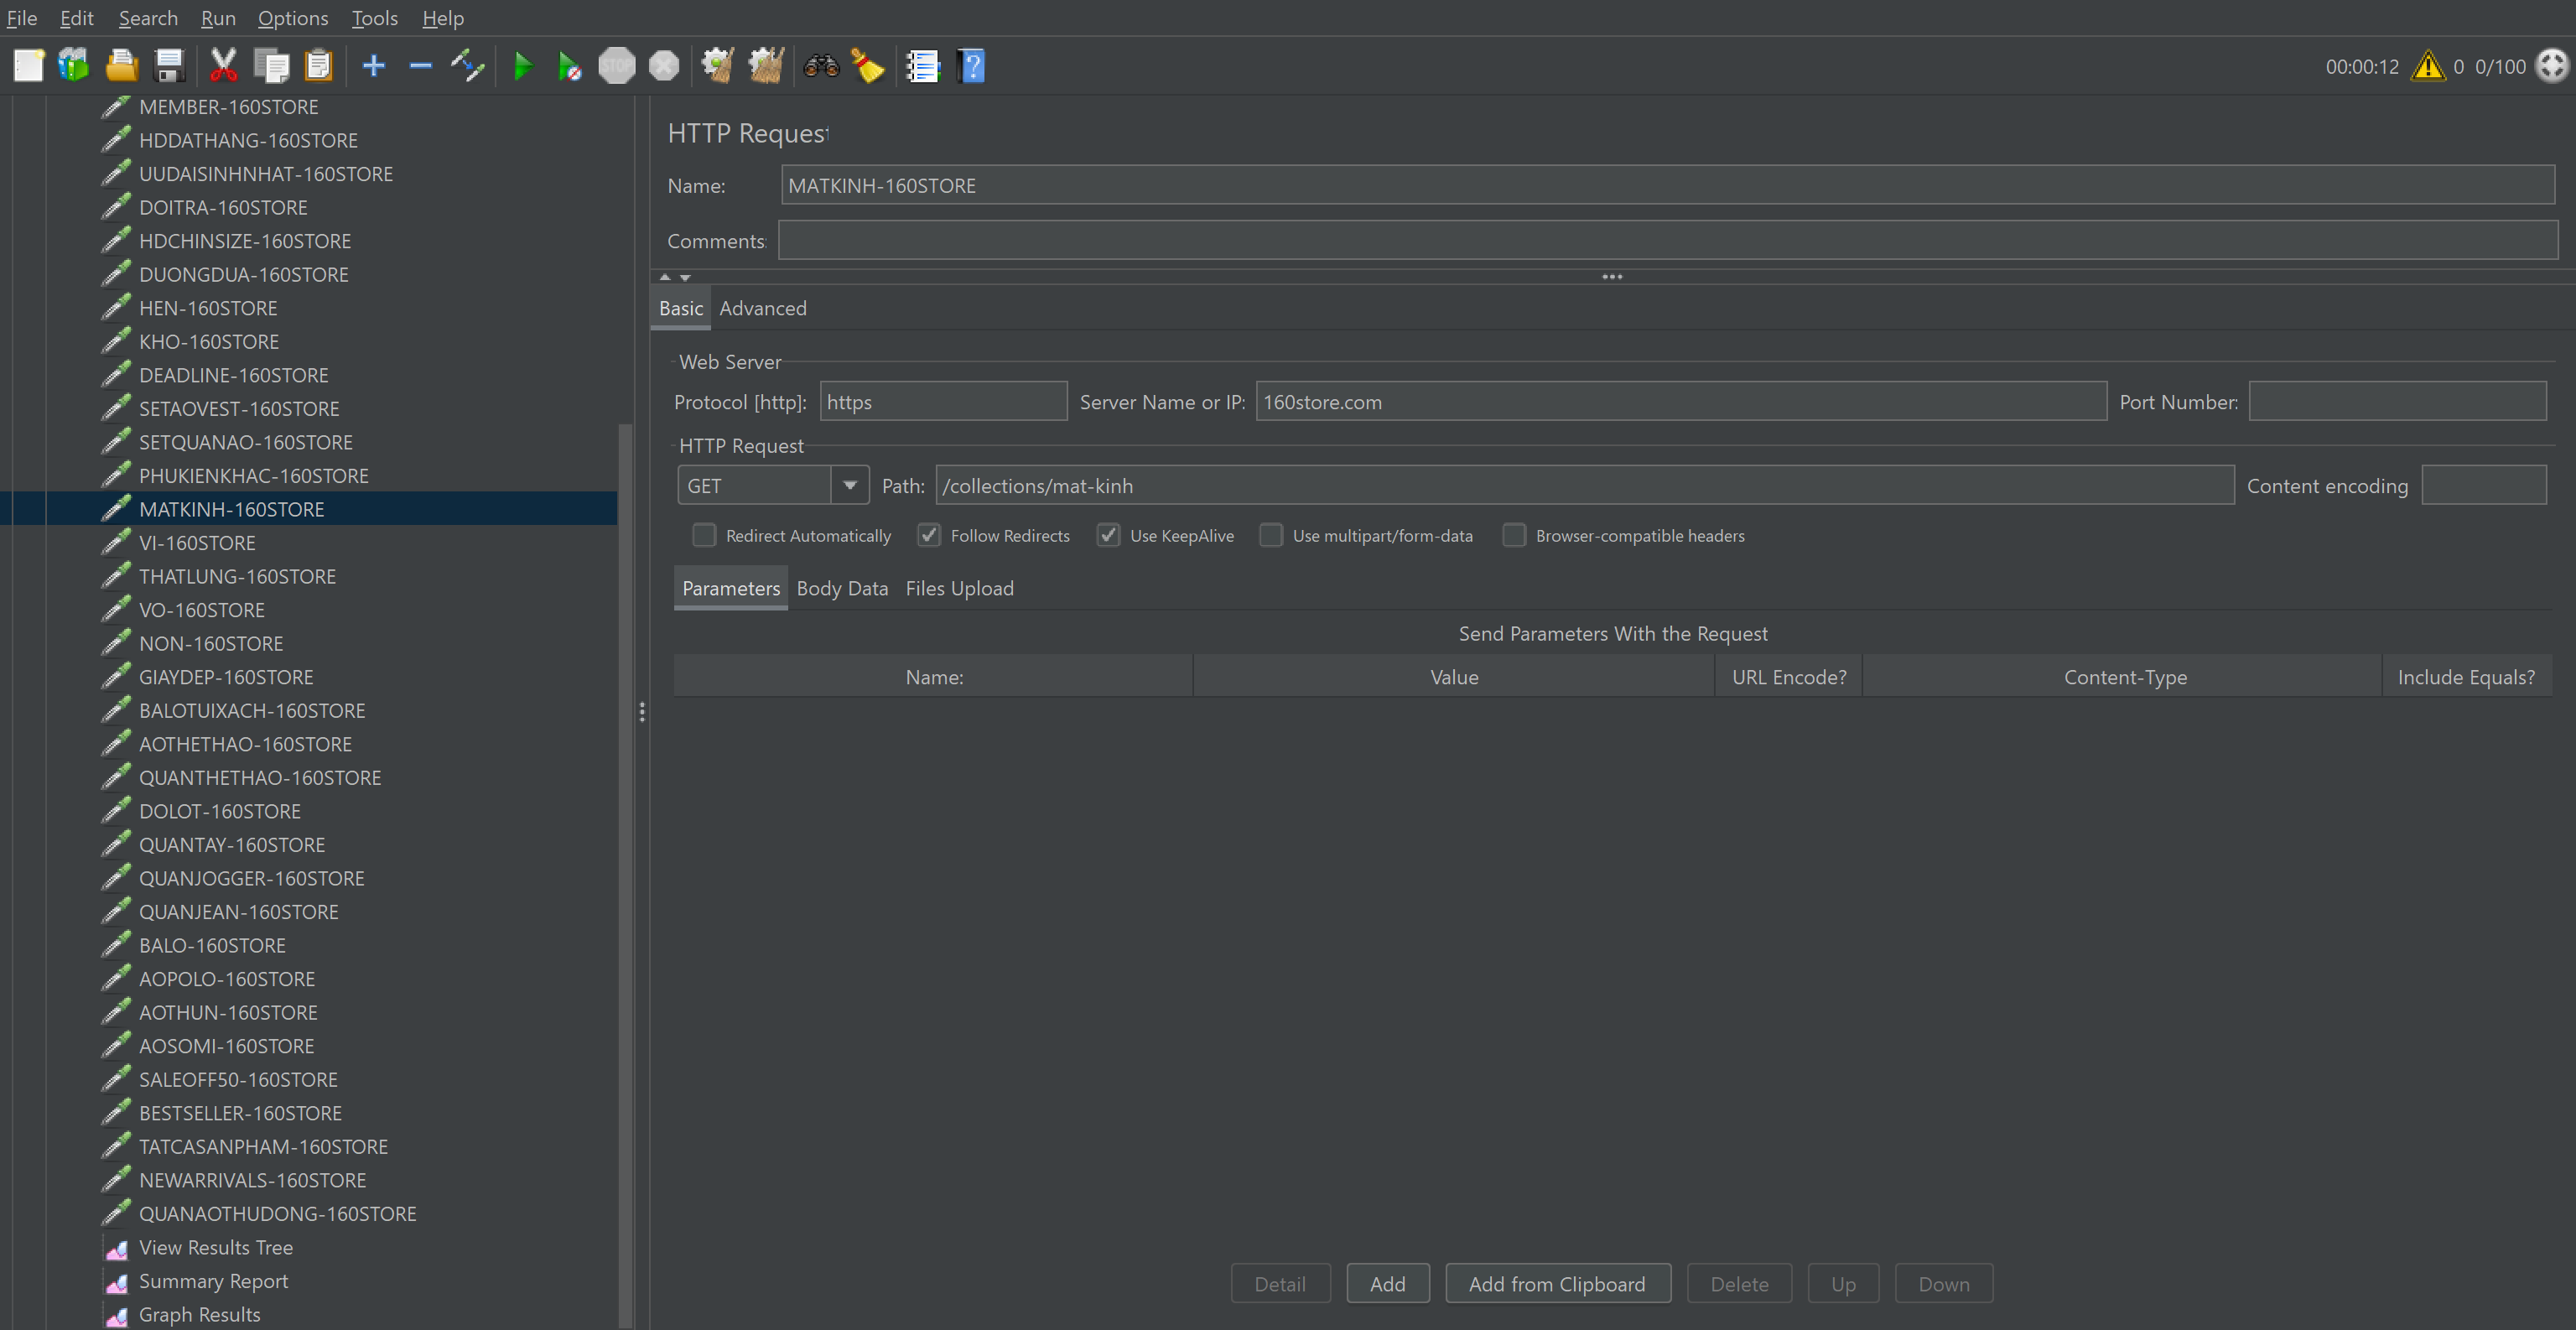 File Edit Search Run Options Tools Help
STOP
?
00:00:12 0 0/100
MEMBER-160STORE
HDDATHANG-160STORE
UUDAISINHNHAT-160STORE
DOITRA-160STORE
HDCHINSIZE-160STORE
DUONGDUA-160STORE
HEN-160STORE
KHO-160STORE
DEADLINE-160STORE
SETAOVEST-160STORE
SETQUANAO-160STORE
PHUKIENKHAC-160STORE
MATKINH-160STORE
VI-160STORE
THATLUNG-160STORE
VO-160STORE
NON-160STORE
GIAYDEP-160STORE
BALOTUIXACH-160STORE
AOTHETHAO-160STORE
QUANTHETHAO-160STORE
DOLOT-160STORE
QUANTAY-160STORE
QUANJOGGER-160STORE
QUANJEAN-160STORE
BALO-160STORE
AOPOLO-160STORE
AOTHUN-160STORE
AOSOMI-160STORE
SALEOFF50-160STORE
BESTSELLER-160STORE
TATCASANPHAM-160STORE
NEWARRIVALS-160STORE
QUANAOTHUDONG-160STORE
View Results Tree
Summary Report
Graph Results
HTTP Request
Name: MATKINH-160STORE
Comments:
Basic Advanced
Web Server
Protocol [http]: https Server Name or IP: 160store.com Port Number:
HTTP Request
GET Path: /collections/mat-kinh Content encoding
Redirect Automatically Follow Redirects Use KeepAlive Use multipart/form-data Browser-compatible headers
Parameters Body Data Files Upload
Send Parameters With the Request
Name: Value URL Encode? Content-Type Include Equals?
Detail Add Add from Clipboard Delete Up Down